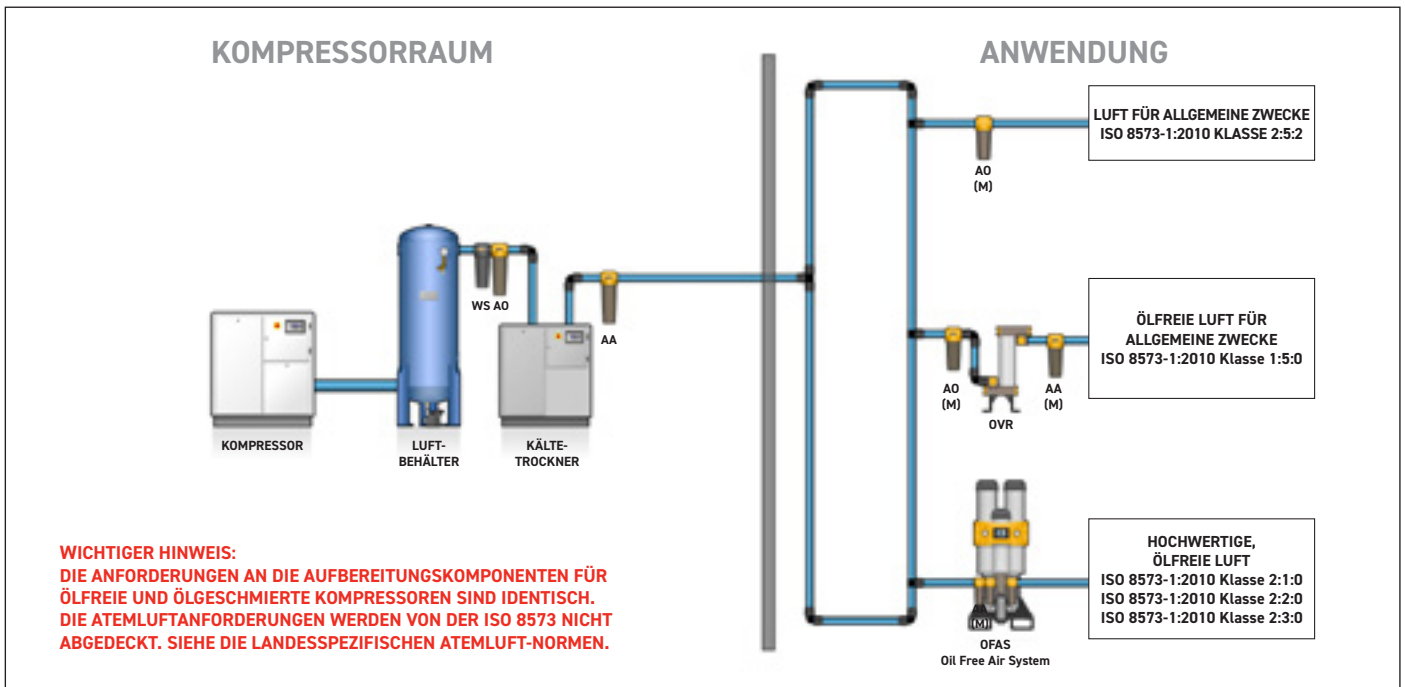 KOMPRESSORRAUM
ANWENDUNG
LUFT FÜR ALLGEMEINE ZWECKE
ISO 8573-1:2010 KLASSE 2:5:2
AO
(M)
WS AO
AA
ÖLFREIE LUFT FÜR
ALLGEMEINE ZWECKE
ISO 8573-1:2010 Klasse 1:5:0
AO
(M)
OVR
AA
(M)
KOMPRESSOR
LUFT-
BEHÄLTER
KÄLTE-
TROCKNER
HOCHWERTIGE,
ÖLFREIE LUFT
ISO 8573-1:2010 Klasse 2:1:0
ISO 8573-1:2010 Klasse 2:2:0
ISO 8573-1:2010 Klasse 2:3:0
(M)
OFAS
Oil Free Air System
WICHTIGER HINWEIS:
DIE ANFORDERUNGEN AN DIE AUFBEREITUNGSKOMPONENTEN FÜR
ÖLFREIE UND ÖLGESCHMIERTE KOMPRESSOREN SIND IDENTISCH.
DIE ATEMLUFTANFORDERUNGEN WERDEN VON DER ISO 8573 NICHT
ABGEDECKT. SIEHE DIE LANDESSPEZIFISCHEN ATEMLUFT-NORMEN.